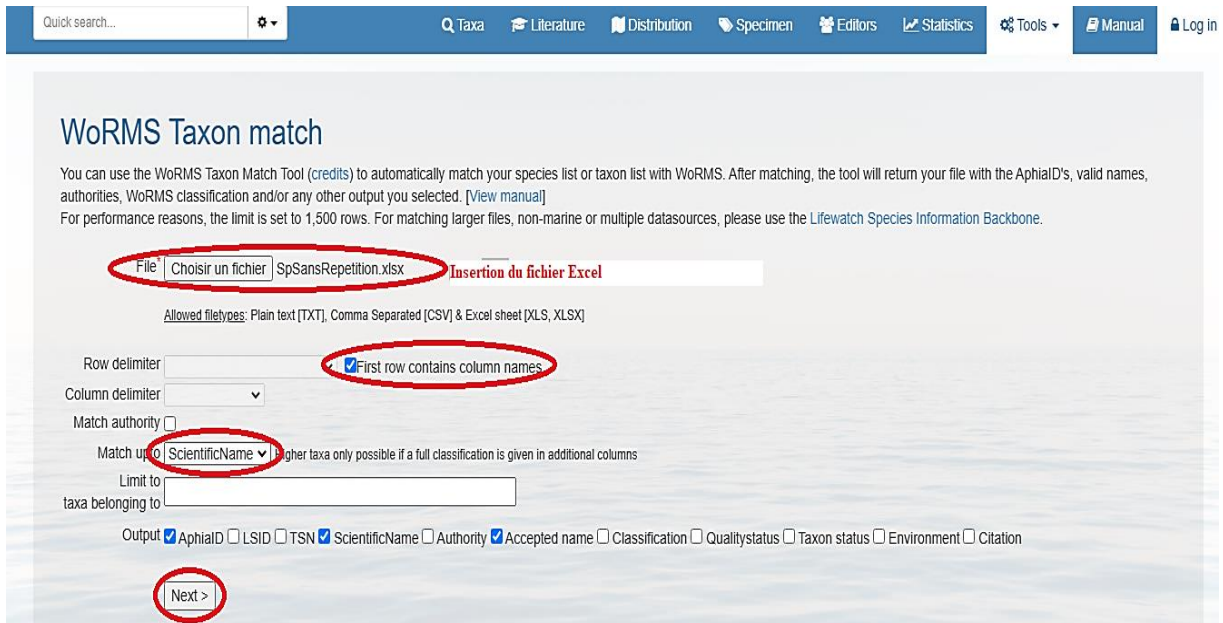 Quick search...
Taxa Literature Distribution Specimen Editors Statistics Tools Manual Log in
WoRMS Taxon match
You can use the WoRMS Taxon Match Tool (credits) to automatically match your species list or taxon list with WoRMS. After matching, the tool will return your file with the AphiaID's, valid names,
authorities, WoRMS classification and/or any other output you selected. [View manual]
For performance reasons, the limit is set to 1,500 rows. For matching larger files, non-marine or multiple datasources, please use the Lifewatch Species Information Backbone.
File* Choisir un fichier SpSansRepetition.xlsx Insertion du fichier Excel
Allowed filetypes: Plain text [TXT], Comma Separated [CSV] & Excel sheet [XLS, XLSX]
Row delimiter First row contains column names
Column delimiter
Match authority
Match upto ScientificName Higher taxa only possible if a full classification is given in additional columns
Limit to
taxa belonging to
Output AphiaID LSID TSN ScientificName Authority Accepted name Classification Qualitystatus Taxon status Environment Citation
Next >